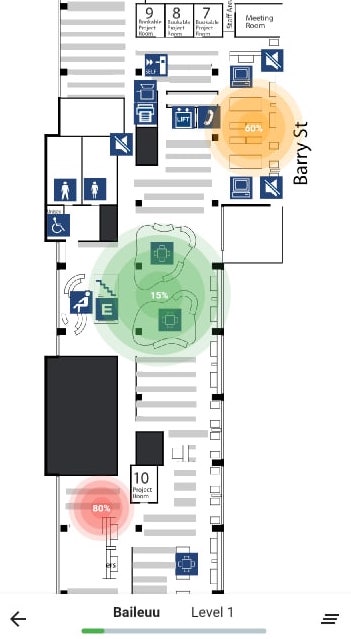 9
Bookable
Project
Room
8
Bookable
Project
Room
7
Bookable
Project
Room
Staff Area
Meeting
Room
SELF
LIFT
60%
Barry St
15%
E
10
Project
Room
80%
ers
Baileuu Level 1